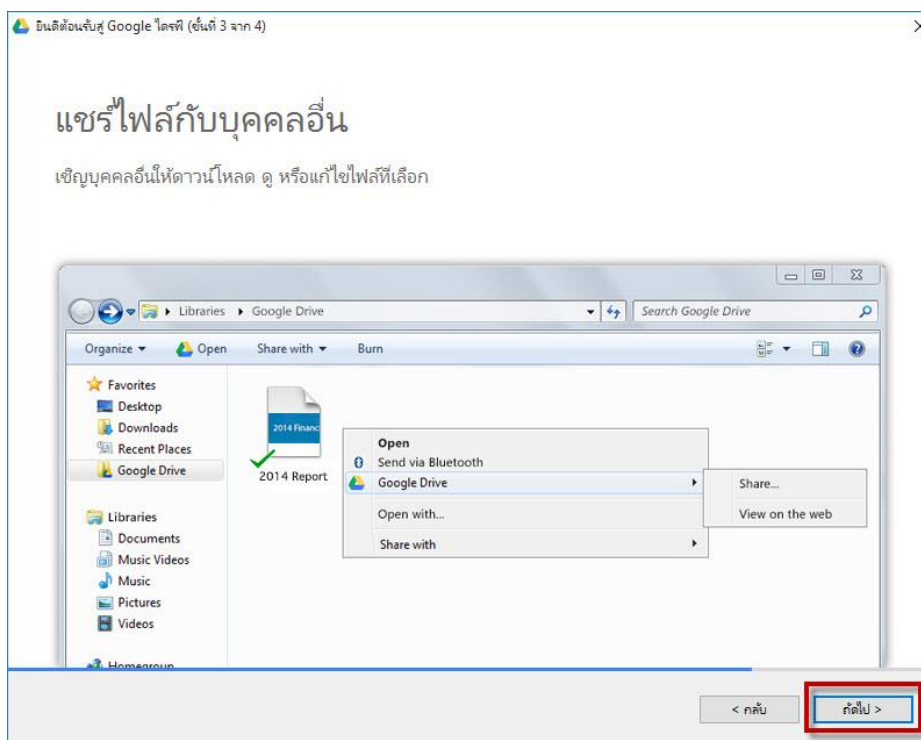 ยินดีต้อนรับสู่ Google ไดรฟ์ (ขั้นที่ 3 จาก 4)
แชร์ไฟล์กับบุคคลอื่น
เชิญบุคคลอื่นให้ดาวน์โหลด ดู หรือแก้ไขไฟล์ที่เลือก
Libraries Google Drive Search Google Drive
Organize Open Share with Burn
Favorites
Desktop
Downloads
Recent Places
Google Drive
Libraries
Documents
Music Videos
Music
Pictures
Videos
Homegroup
2014 Financ
2014 Report
Open
Send via Bluetooth
Google Drive
Open with...
Share with
Share...
View on the web
< กลับ ถัดไป >